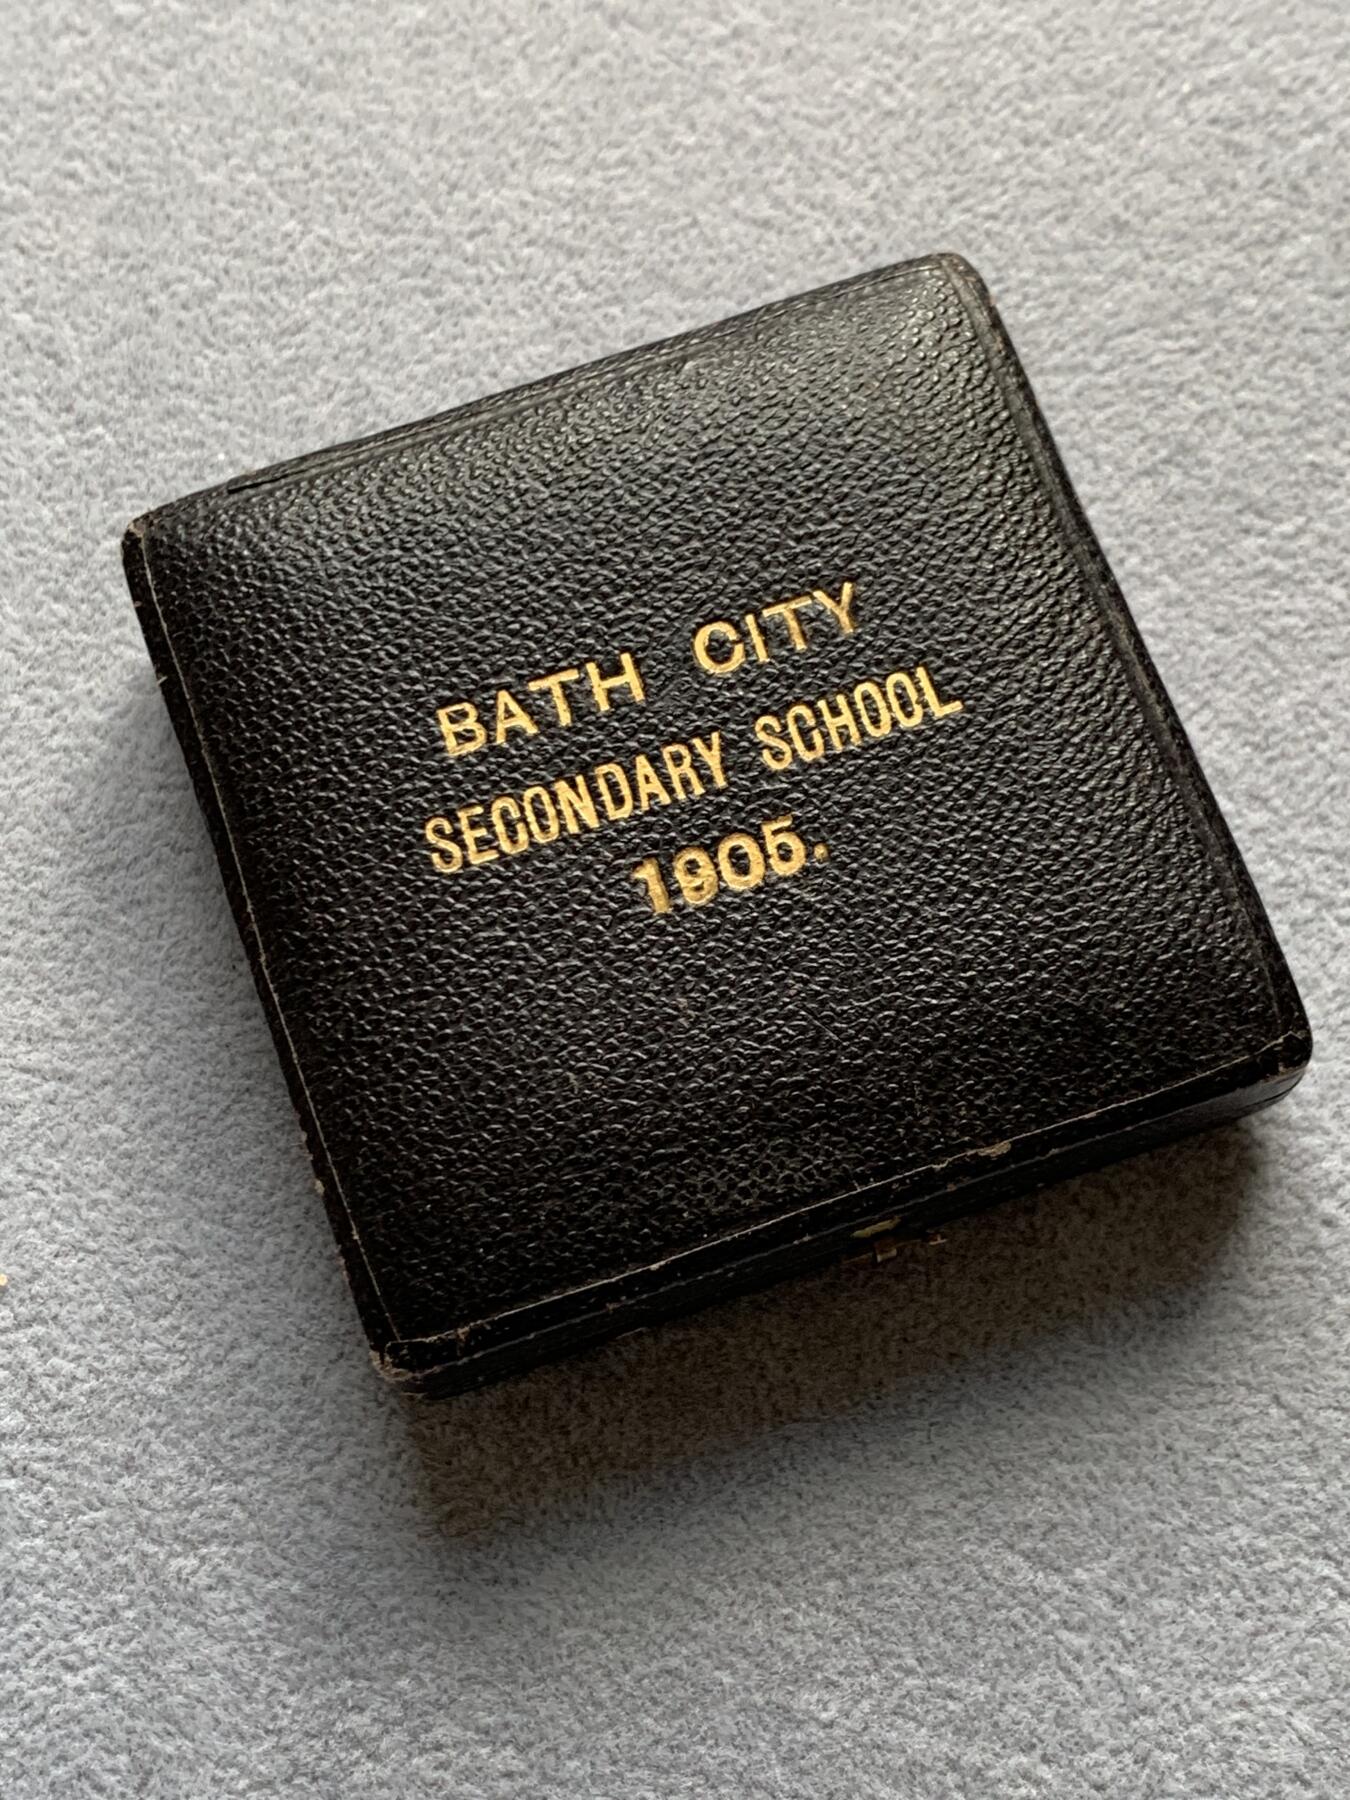 BATH CITY
SECONDARY SCHOOL
1905.